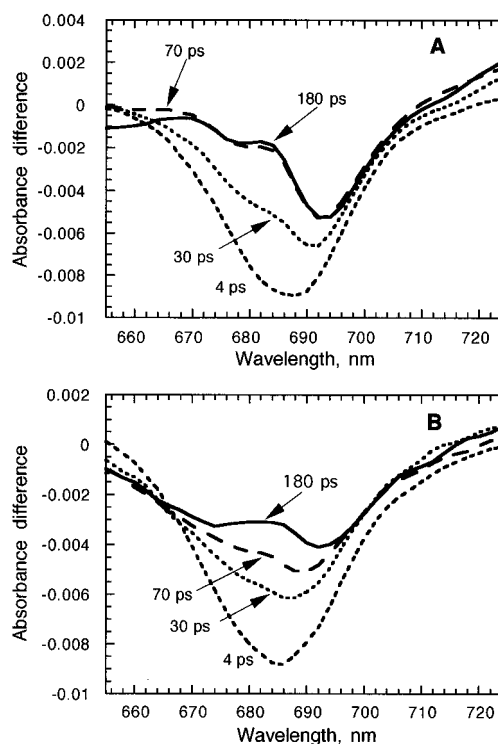 0.004
A
0.002
70 ps
0
180 ps
-0.002
-0.004
-0.006
30 ps
-0.008
4 ps
-0.01
660 670 680 690 700 710 720
Absorbance difference
Wavelength, nm
0.002
B
0
180 ps
-0.002
-0.004
70 ps
-0.006
30 ps
-0.008
4 ps
-0.01
660 670 680 690 700 710 720
Absorbance difference
Wavelength, nm